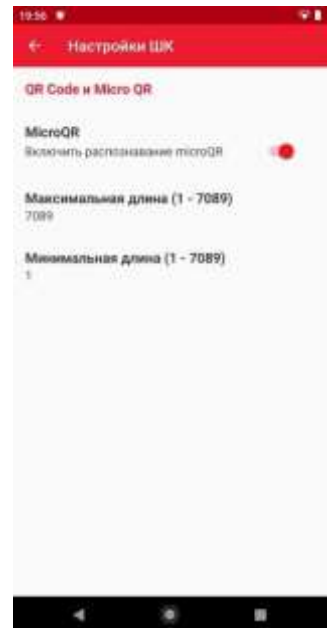 19:56
Настройки ШК
QR Code и Micro QR
MicroQR
Включить распознавание microQR
Максимальная длина (1 - 7089)
7089
Минимальная длина (1 - 7089)
1